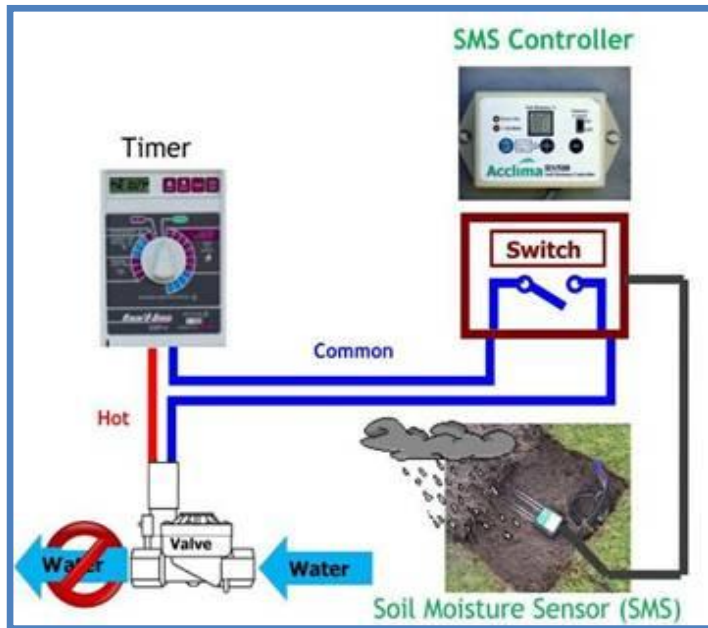 SMS Controller
Timer
Acclima
Switch
Common
Hot
Valve
Water
Water
Soil Moisture Sensor (SMS)